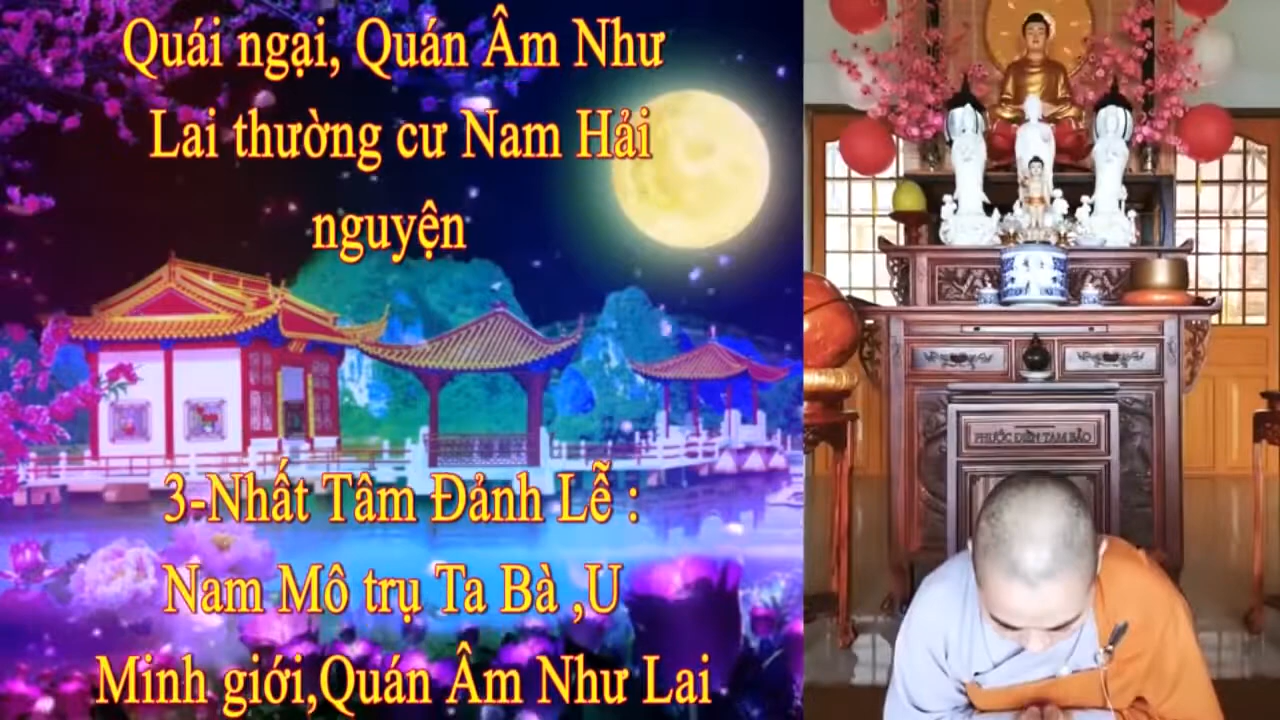 Quái ngại, Quán Âm Như
Lai thường cư Nam Hải
nguyện
3-Nhất Tâm Đảnh Lễ :
Nam Mô trụ Ta Bà ,U
Minh giới,Quán Âm Như Lai
PHƯỚC ĐIỀN TAM BẢO